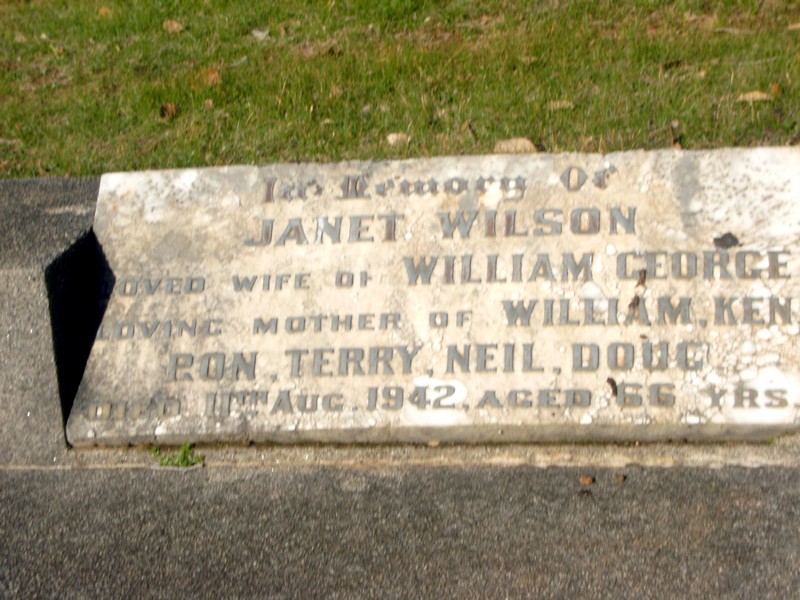 In Memory Of
JANET WILSON
LOVED WIFE OF WILLIAM GEORGE
LOVING MOTHER OF WILLIAM, KEN,
RON, TERRY, NEIL, DOUG
DIED 11TH AUG. 1942, AGED 66 YRS.